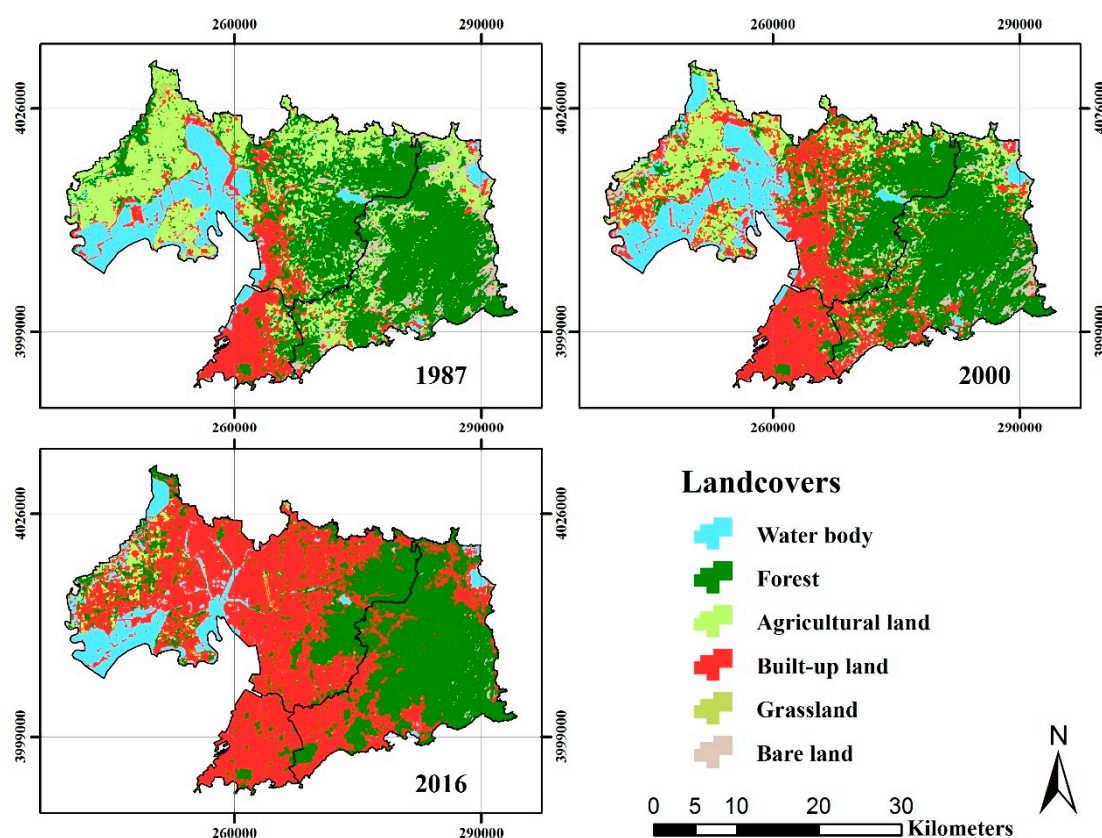 260000 290000 260000 290000
4026000 4026000
3999000 3999000
1987 2000
260000 290000
260000 290000
4026000 4026000
3999000 3999000
2016
260000 290000
Landcovers
Water body
Forest
Agricultural land
Built-up land
Grassland
Bare land
N
0 5 10 20 30
Kilometers
260000 290000